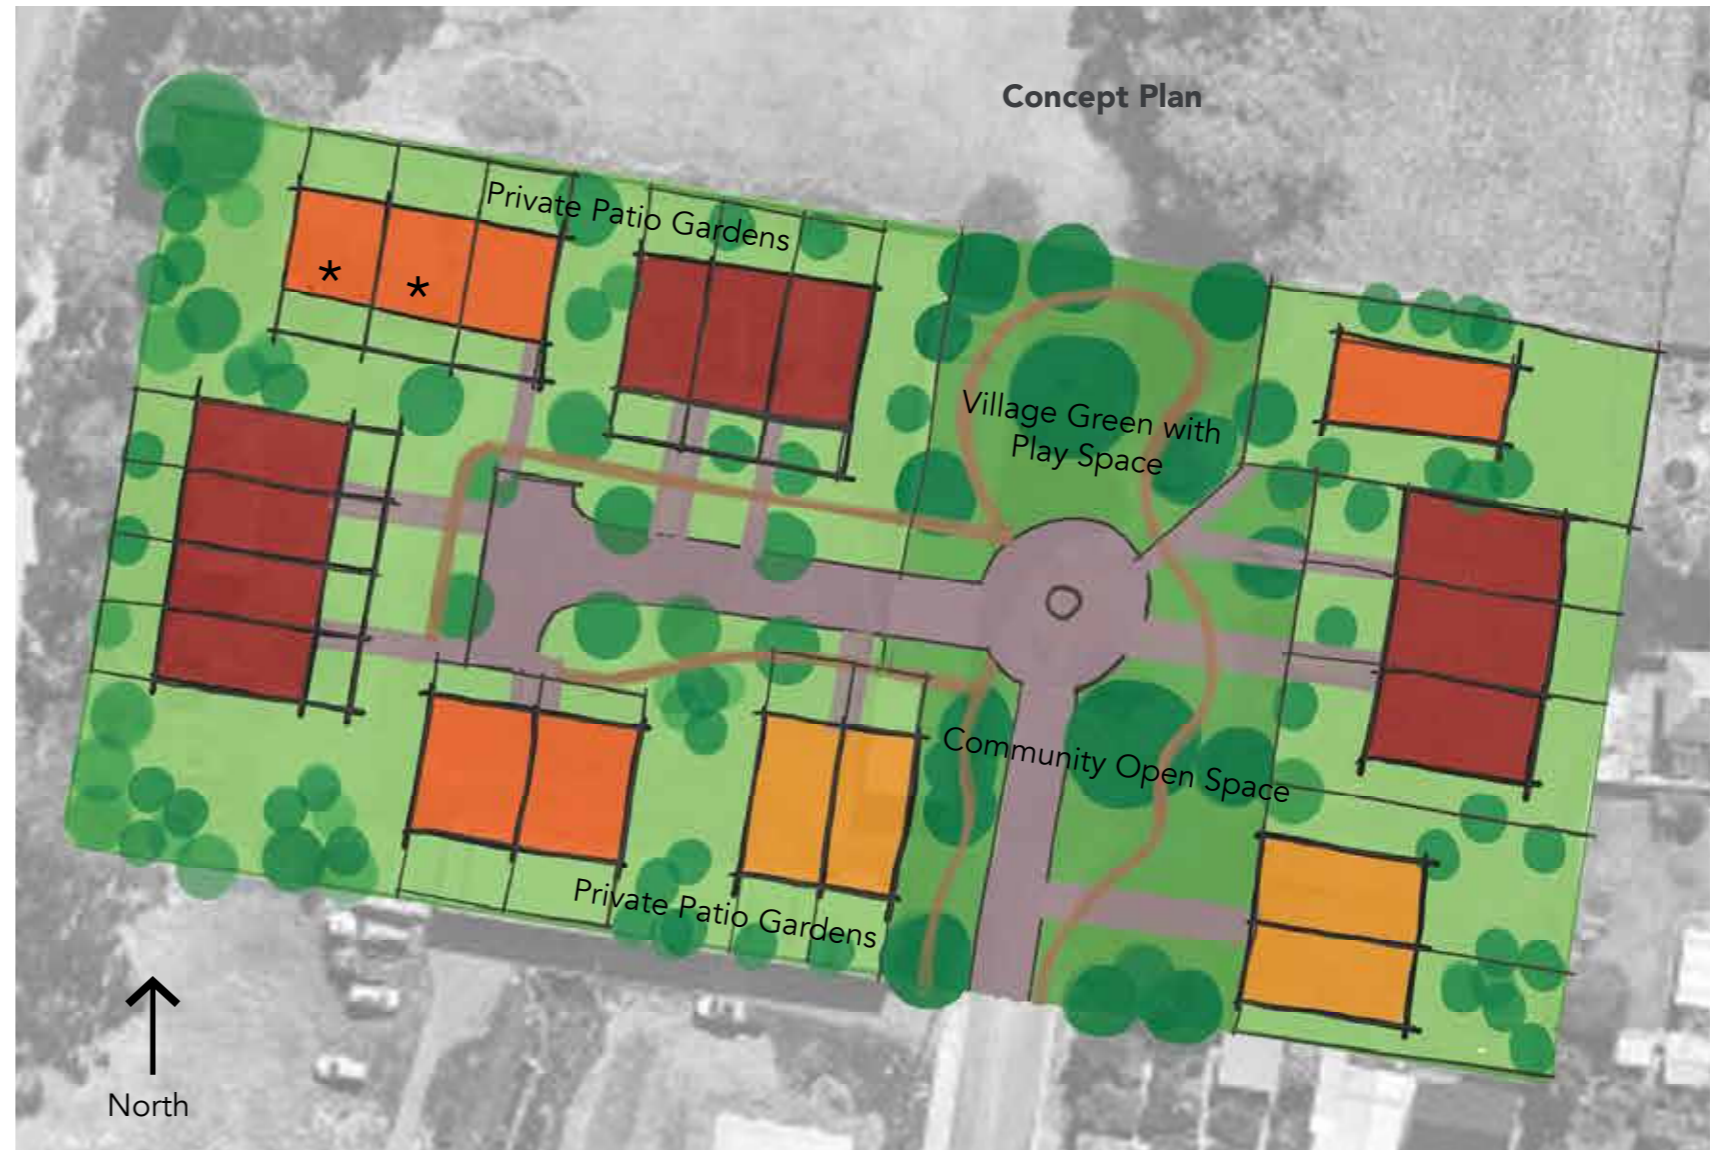 Concept Plan
Private Patio Gardens
*
*
Village Green with
Play Space
Community Open Space
Private Patio Gardens
North